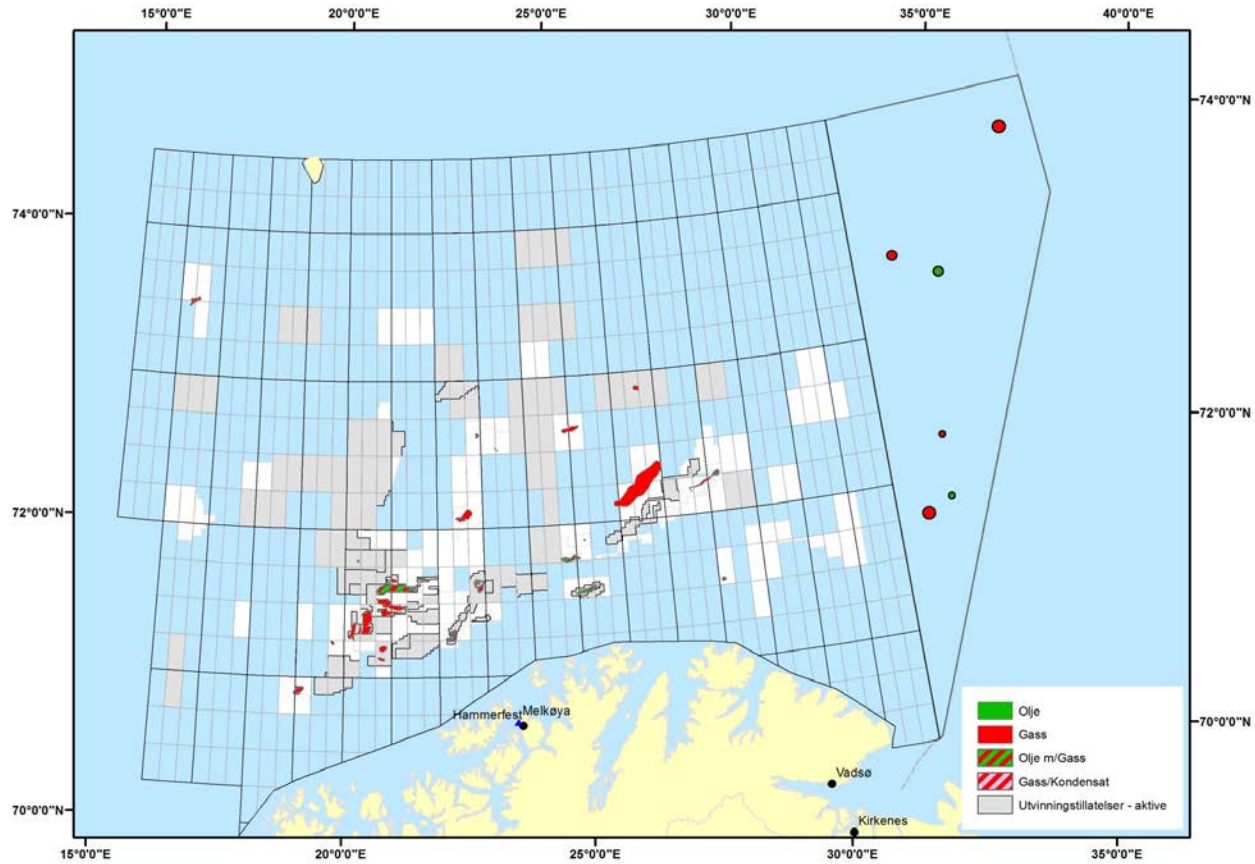 15°0'0"E
20°0'0"E
25°0'0"E
30°0'0"E
35°0'0"E
40°0'0"E
74°0'0"N
74°0'0"N
72°0'0"N
72°0'0"N
70°0'0"N
70°0'0"N
Hammerfest
Melkøya
Vadsø
Kirkenes
Olje
Gass
Olje m/Gass
Gass/Kondensat
Utvinningstillatelser - aktive
15°0'0"E
20°0'0"E
25°0'0"E
30°0'0"E
35°0'0"E